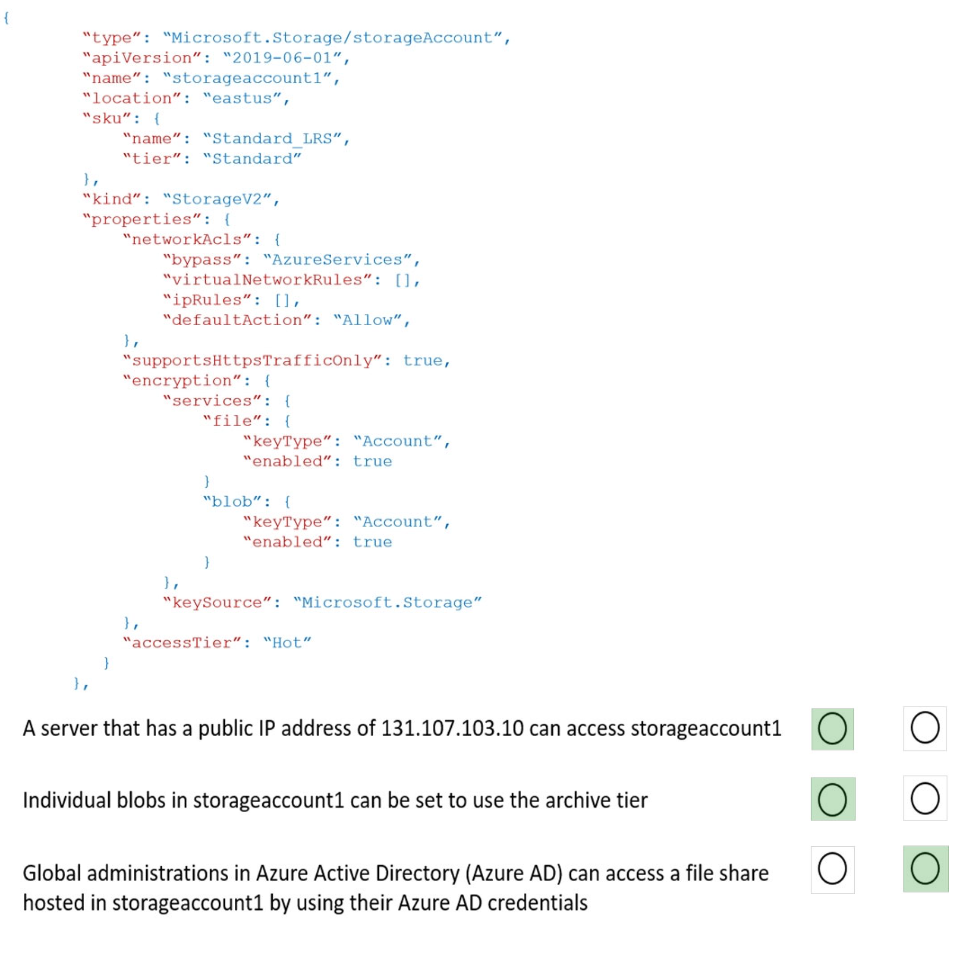 {
“type”: “Microsoft.Storage/storageAccount”,
“apiVersion”: “2019-06-01”,
“name”: “storageaccount1”,
“location”: “eastus”,
“sku”: {
“name”: “Standard_LRS”,
“tier”: “Standard”
},
“kind”: “StorageV2”,
“properties”: {
“networkAcls”: {
“bypass”: “AzureServices”,
“virtualNetworkRules”: [],
“ipRules”: [],
“defaultAction”: “Allow”,
},
“supportsHttpsTrafficOnly”: true,
“encryption”: {
“services”: {
“file”: {
“keyType”: “Account”,
“enabled”: true
}
“blob”: {
“keyType”: “Account”,
“enabled”: true
}
},
“keySource”: “Microsoft.Storage”
},
“accessTier”: “Hot”
}
},
A server that has a public IP address of 131.107.103.10 can access storageaccount1
Individual blobs in storageaccount1 can be set to use the archive tier
Global administrations in Azure Active Directory (Azure AD) can access a file share
hosted in storageaccount1 by using their Azure AD credentials